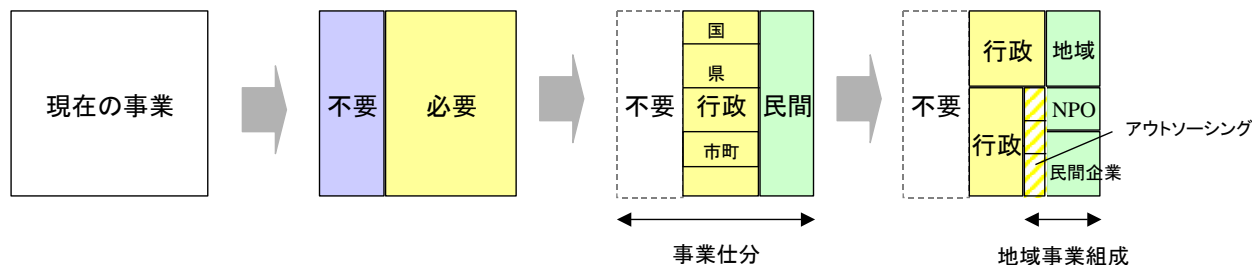 現在の事業
不要
必要
不要
国
県
行政
市町
民間
事業仕分
不要
行政
地域
行政
NPO
アウトソーシング
民間企業
地域事業組成